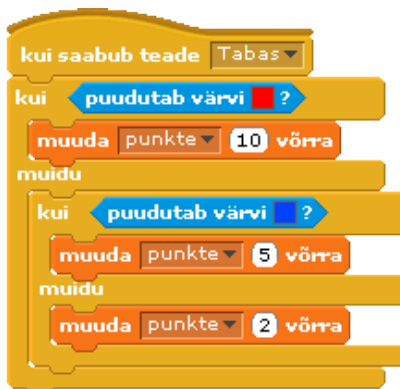 kui saabub teade Tabas
kui puudutab värvi ?
muuda punkte 10 võrra
muidu
kui puudutab värvi ?
muuda punkte 5 võrra
muidu
muuda punkte 2 võrra